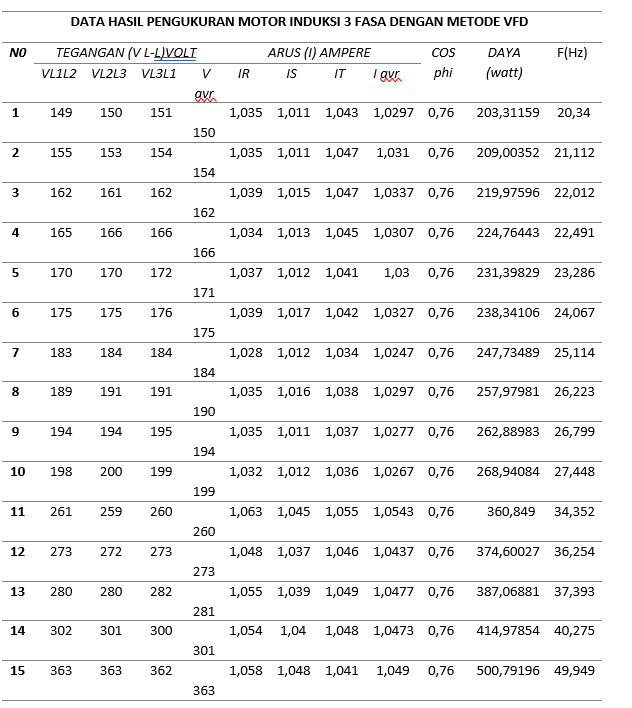 DATA HASIL PENGUKURAN MOTOR INDUKSI 3 FASA DENGAN METODE VFD
N0 TEGANGAN (V L-L)VOLT ARUS (I) AMPERE COS DAYA F(Hz)
VL1L2 VL2L3 VL3L1 V IR IS IT I avr phi (watt)
avr
1 149 150 151 1,035 1,011 1,043 1,0297 0,76 203,31159 20,34
150
2 155 153 154 1,035 1,011 1,047 1,031 0,76 209,00352 21,112
154
3 162 161 162 1,039 1,015 1,047 1,0337 0,76 219,97596 22,012
162
4 165 166 166 1,034 1,013 1,045 1,0307 0,76 224,76443 22,491
166
5 170 170 172 1,037 1,012 1,041 1,03 0,76 231,39829 23,286
171
6 175 175 176 1,039 1,017 1,042 1,0327 0,76 238,34106 24,067
175
7 183 184 184 1,028 1,012 1,034 1,0247 0,76 247,73489 25,114
184
8 189 191 191 1,035 1,016 1,038 1,0297 0,76 257,97981 26,223
190
9 194 194 195 1,035 1,011 1,037 1,0277 0,76 262,88983 26,799
194
10 198 200 199 1,032 1,012 1,036 1,0267 0,76 268,94084 27,448
199
11 261 259 260 1,063 1,045 1,055 1,0543 0,76 360,849 34,352
260
12 273 272 273 1,048 1,037 1,046 1,0437 0,76 374,60027 36,254
273
13 280 280 282 1,055 1,039 1,049 1,0477 0,76 387,06881 37,393
281
14 302 301 300 1,054 1,04 1,048 1,0473 0,76 414,97854 40,275
301
15 363 363 362 1,058 1,048 1,041 1,049 0,76 500,79196 49,949
363